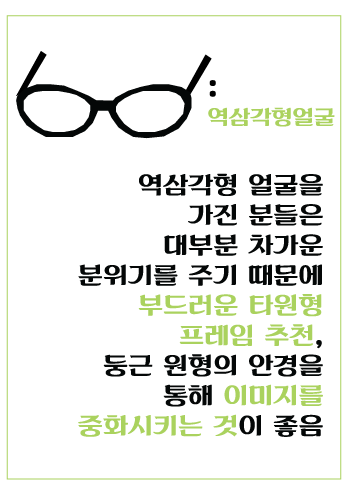 :
역삼각형얼굴
역삼각형 얼굴을
가진 분들은
대부분 차가운
분위기를 주기 때문에
부드러운 타원형
프레임 추천,
둥근 원형의 안경을
통해 이미지를
중화시키는 것이 좋음